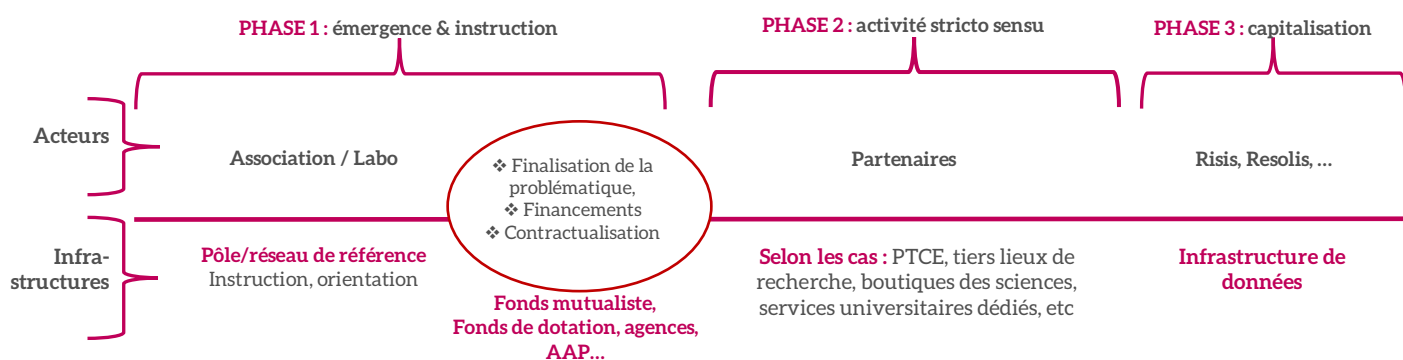 PHASE 1 : émergence & instruction
PHASE 2 : activité stricto sensu
PHASE 3 : capitalisation
Acteurs
Association / Labo
❖ Finalisation de la
problématique,
❖ Financements
❖ Contractualisation
Partenaires
Risis, Resolis, ...
Infra-
structures
Pôle/réseau de référence
Instruction, orientation
Fonds mutualiste,
Fonds de dotation, agences,
AAP...
Selon les cas : PTCE, tiers lieux de
recherche, boutiques des sciences,
services universitaires dédiés, etc
Infrastructure de
données